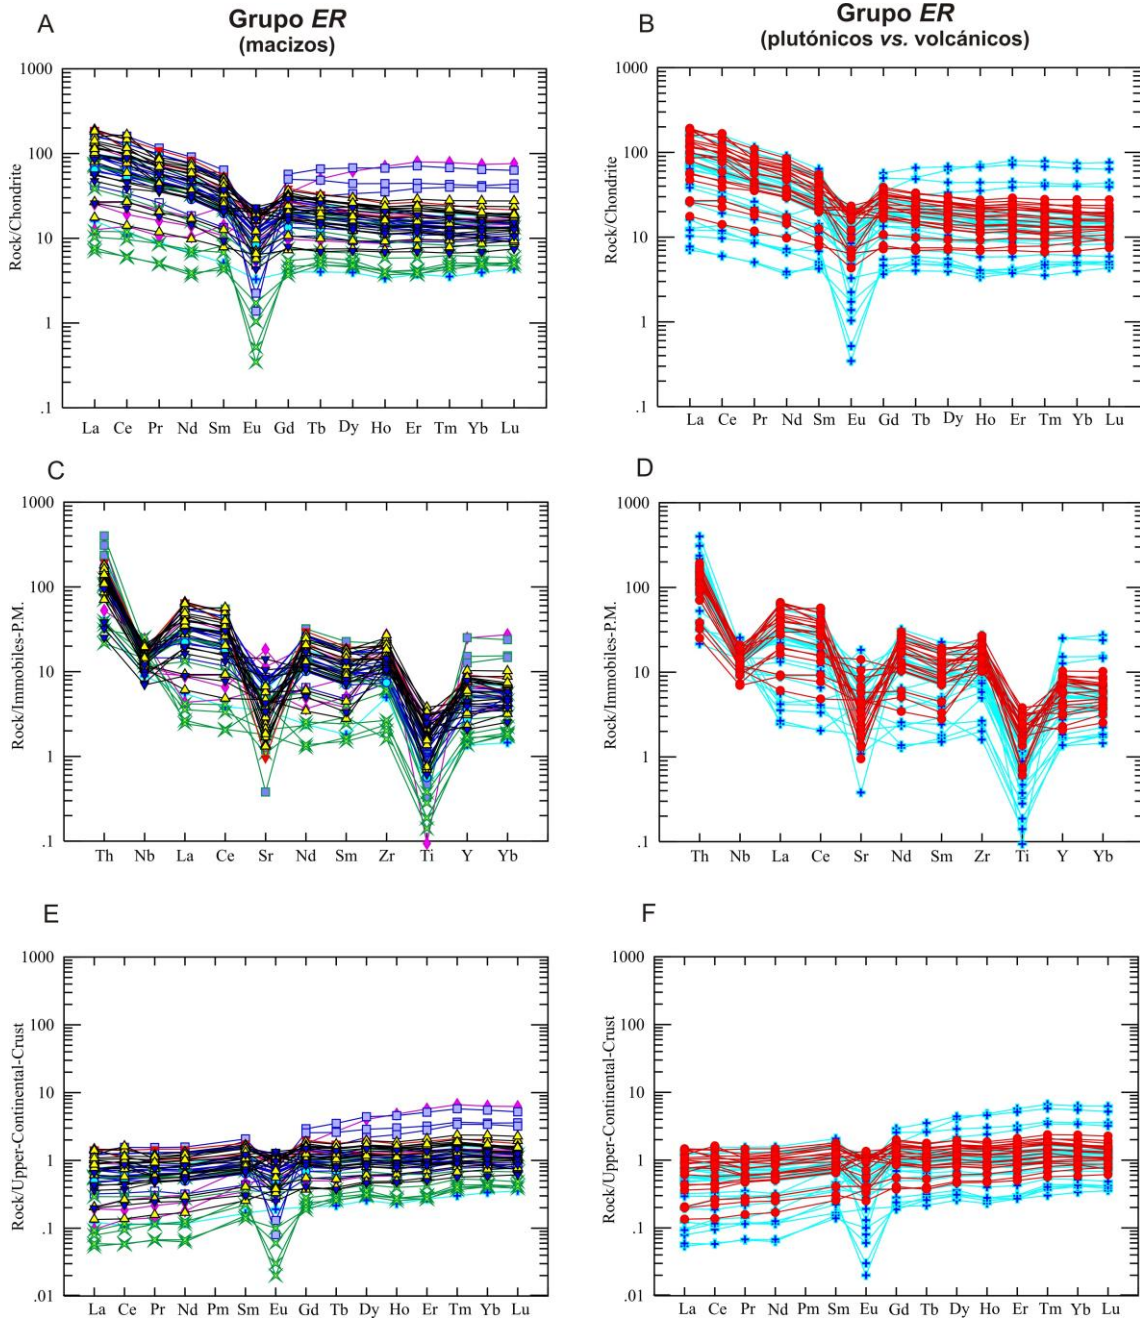 A
Grupo ER
(macizos)
B
Grupo ER
(plutónicos vs. volcánicos)
Rock/Chondrite
1000
100
10
1
.1
La Ce Pr Nd Sm Eu Gd Tb Dy Ho Er Tm Yb Lu
Rock/Chondrite
1000
100
10
1
.1
La Ce Pr Nd Sm Eu Gd Tb Dy Ho Er Tm Yb Lu
C
Rock/Immobiles-P.M.
1000
100
10
1
.1
Th Nb La Ce Sr Nd Sm Zr Ti Y Yb
D
Rock/Immobiles-P.M.
1000
100
10
1
.1
Th Nb La Ce Sr Nd Sm Zr Ti Y Yb
E
Rock/Upper-Continental-Crust
1000
100
10
1
.1
.01
La Ce Pr Nd Pm Sm Eu Gd Tb Dy Ho Er Tm Yb Lu
F
Rock/Upper-Continental-Crust
1000
100
10
1
.1
.01
La Ce Pr Nd Pm Sm Eu Gd Tb Dy Ho Er Tm Yb Lu